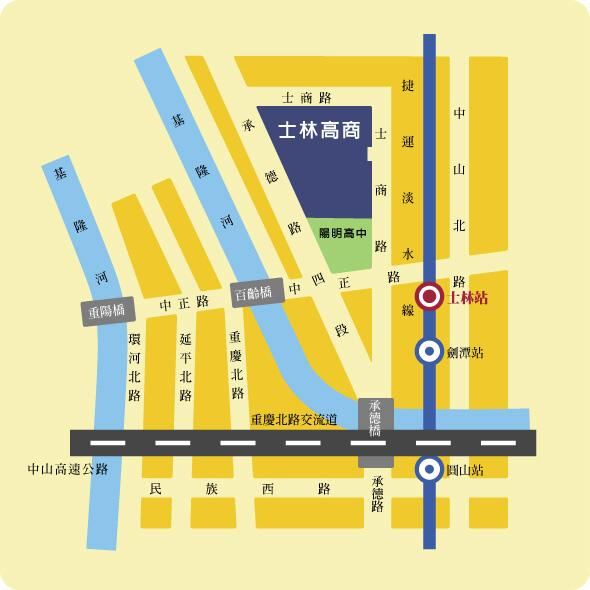 士商路
士林高商
陽明高中
承德路
四段
士商路
捷運淡水線
中山北路
基隆河
基隆河
中正路
中正路
百齡橋
重陽橋
士林站
劍潭站
圓山站
環河北路
延平北路
重慶北路
重慶北路交流道
承德橋
中山高速公路
民族西路
承德路